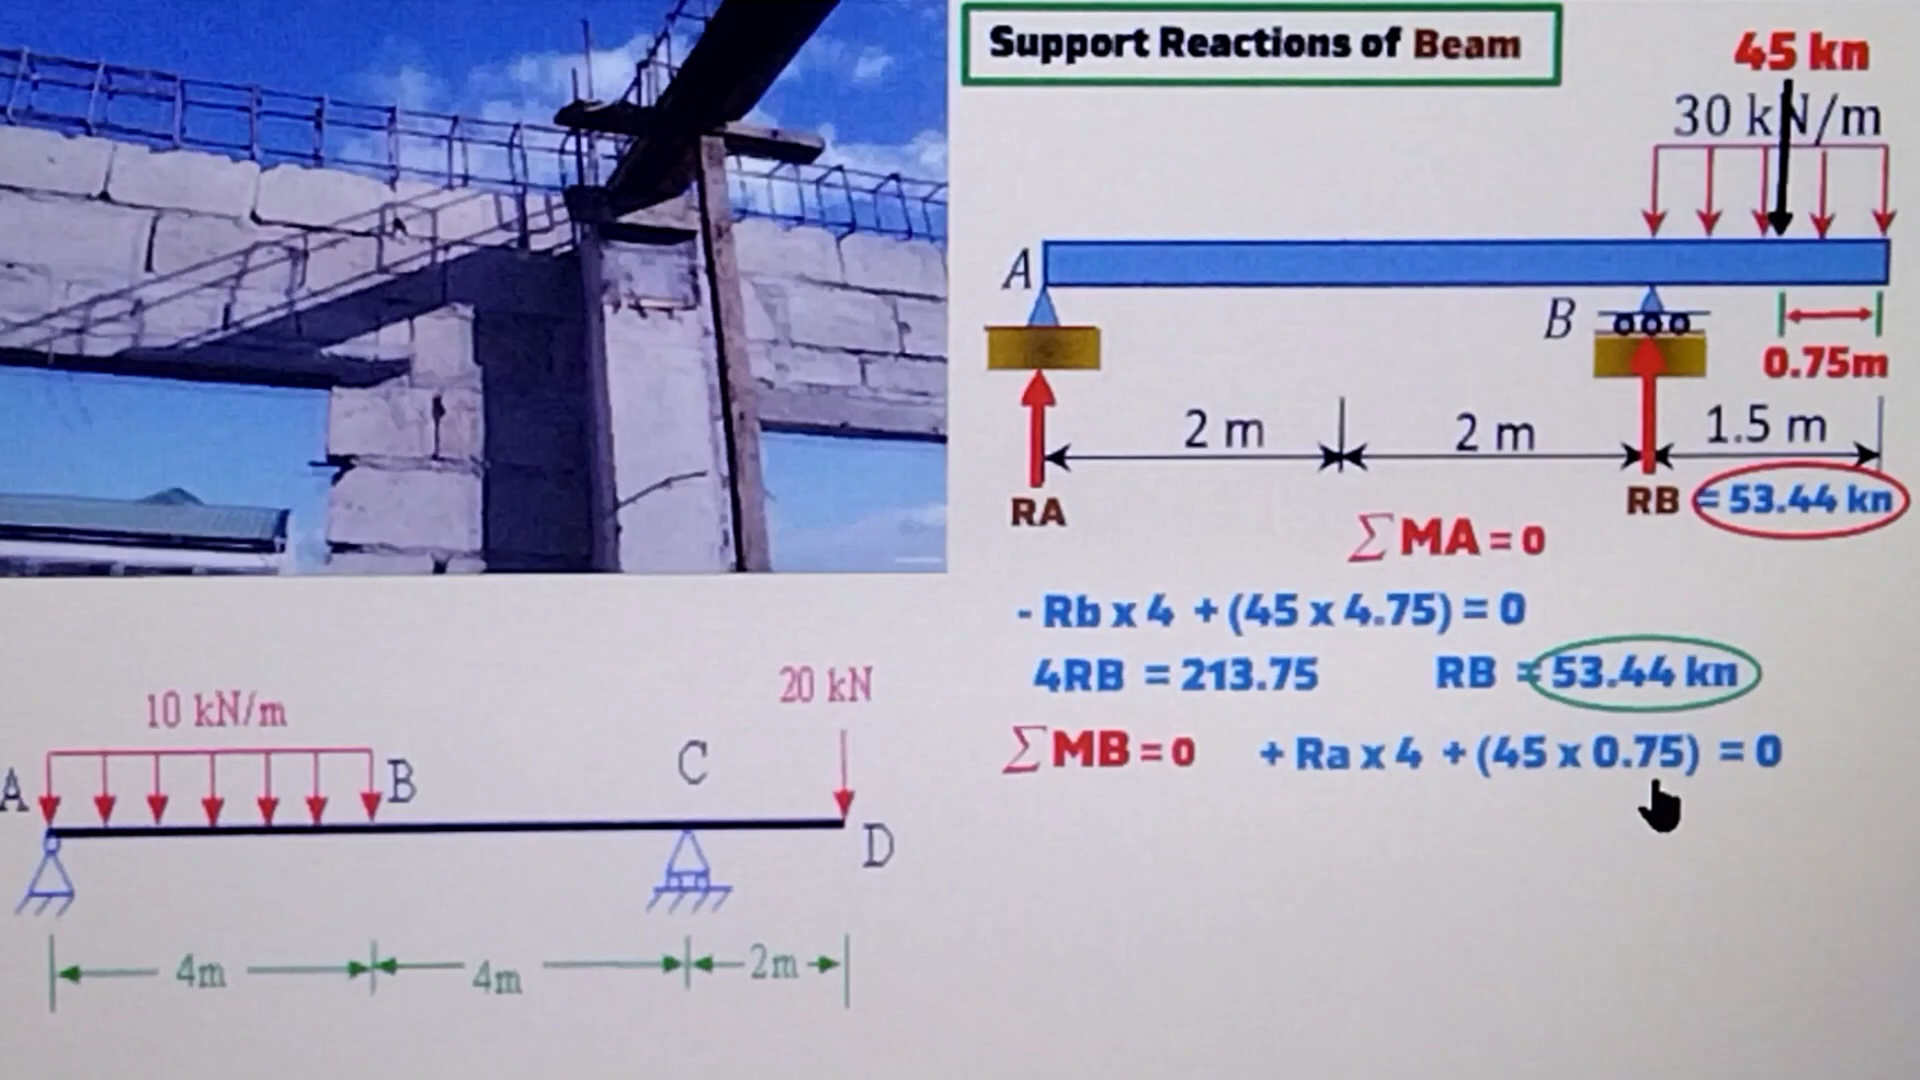 Support Reactions of Beam
45 kn
30 kN/m
A
B
0.75m
2 m
2 m
1.5 m
RA
RB = 53.44 kn
∑ MA = 0
- Rb x 4 + (45 x 4.75) = 0
4RB = 213.75 RB = 53.44 kn
∑ MB = 0 + Ra x 4 + (45 x 0.75) = 0
20 kN
10 kN/m
A
B
C
D
4m
4m
2m